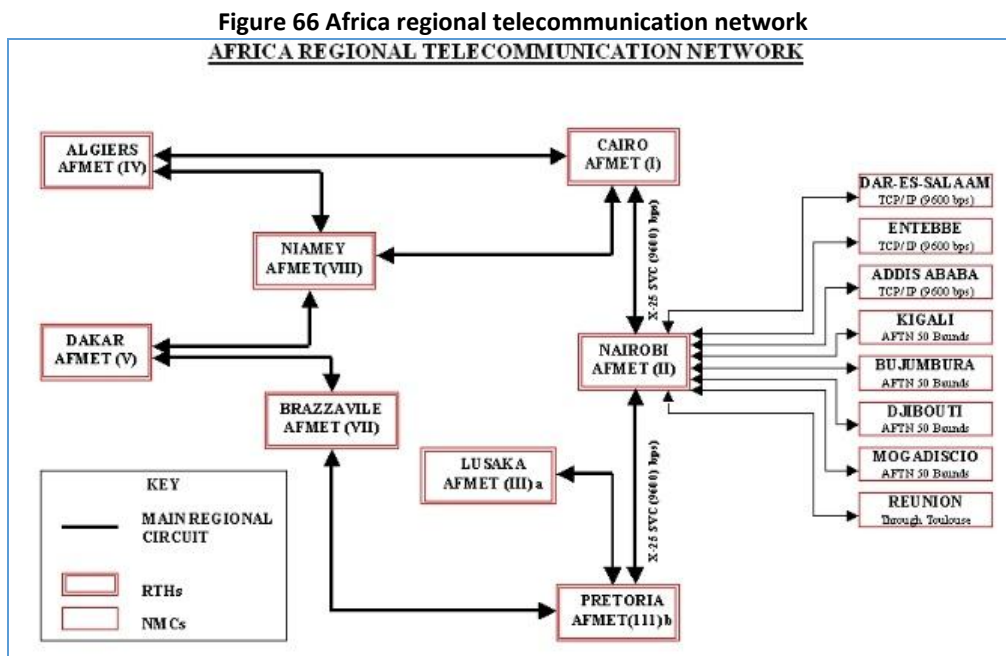 Figure 66 Africa regional telecommunication network
AFRICA REGIONAL TELECOMMUNICATION NETWORK
ALGIERS
AFMET (IV)
CAIRO
AFMET (I)
NIAMEY
AFMET(VIII)
DAKAR
AFMET (V)
BRAZZAVILE
AFMET (VII)
LUSAKA
AFMET (III) a
NAIROBI
AFMET (II)
PRETORIA
AFMET(111) b
X-25 SVC (9600) bps)
X-25 SVC (9600) bps)
DAR-ES-SALAAM
TCP/IP (9600 bps)
ENTEBBE
TCP/IP (9600 bps)
ADDIS ABABA
TCP/IP (9600 bps)
KIGALI
AFTN 50 Bounds
BUJUMBURA
AFTN 50 Bounds
DJIBOUTI
AFTN 50 Bounds
MOGADISCIO
AFTN 50 Bounds
REUNION
Through Toulouse
KEY
MAIN REGIONAL
CIRCUIT
RTHs
NMCs